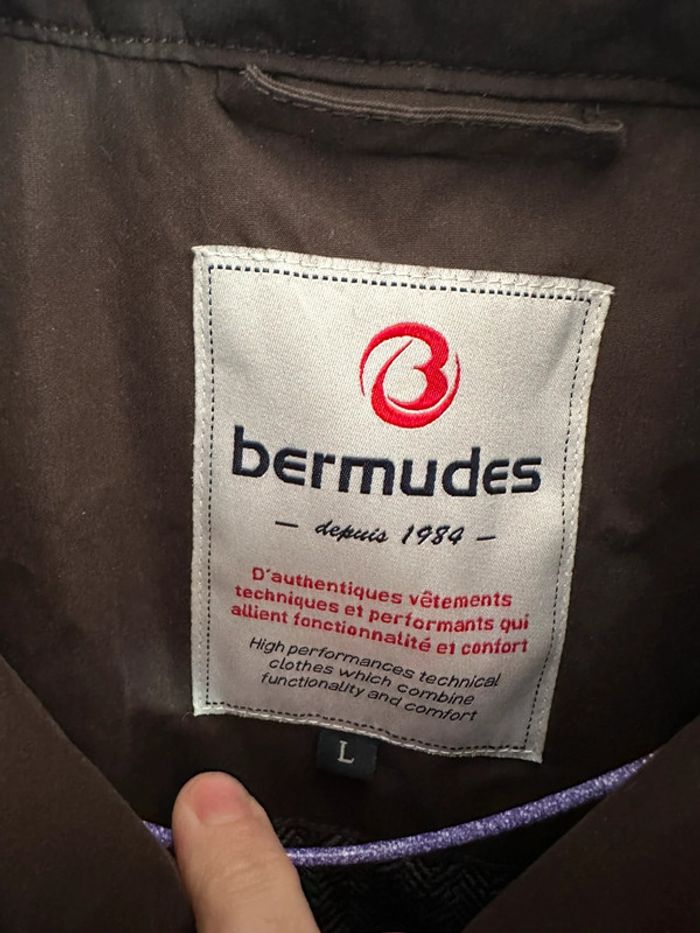 B
bermudes
— depuis 1984 —
D'authentiques vêtements
techniques et performants qui
allient fonctionnalité et confort
High performances technical
clothes which combine
functionality and comfort
L